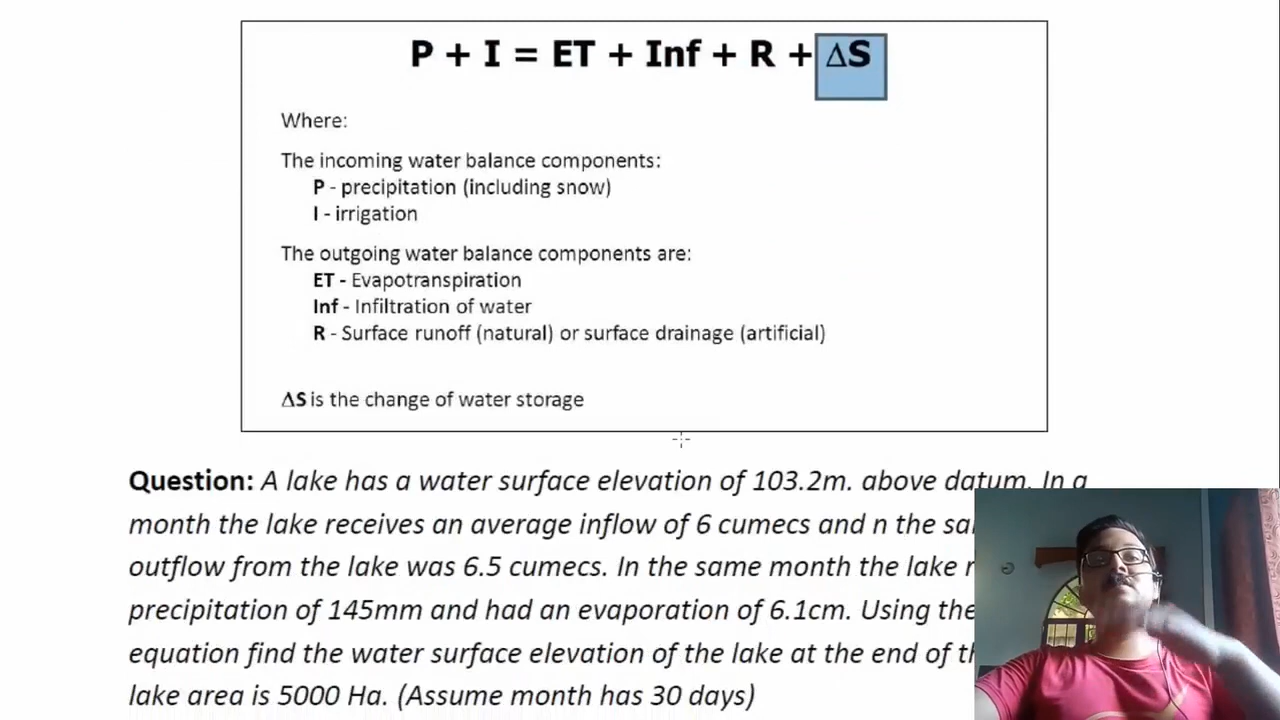 P + I = ET + Inf + R + ΔS
Where:
The incoming water balance components:
P - precipitation (including snow)
I - irrigation
The outgoing water balance components are:
ET - Evapotranspiration
Inf - Infiltration of water
R - Surface runoff (natural) or surface drainage (artificial)
ΔS is the change of water storage
Question: A lake has a water surface elevation of 103.2m. above datum. In a
month the lake receives an average inflow of 6 cumecs and n the
outflow from the lake was 6.5 cumecs. In the same month the lake
precipitation of 145mm and had an evaporation of 6.1cm. Using the
equation find the water surface elevation of the lake at the end of
lake area is 5000 Ha. (Assume month has 30 days)